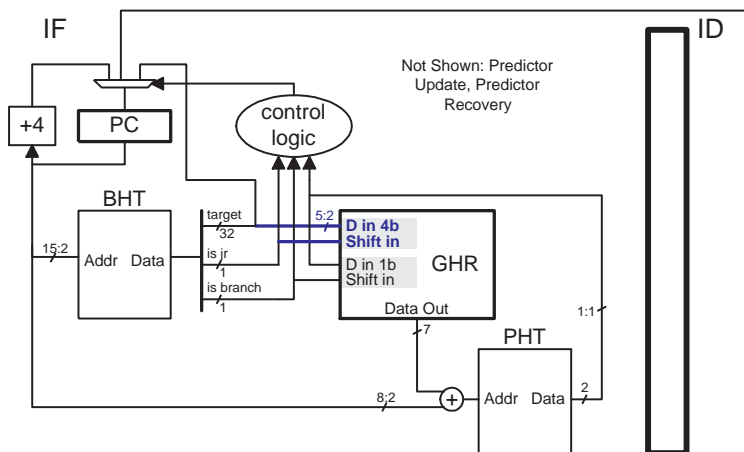 IF
ID
Not Shown: Predictor
Update, Predictor
Recovery
+4
PC
control
logic
BHT
target
32
5:2
D in 4b
Shift in
GHR
15:2
Addr
Data
is jr
1
D in 1b
Shift in
is branch
1
Data Out
7
1:1
PHT
8:2
+
Addr
Data
2